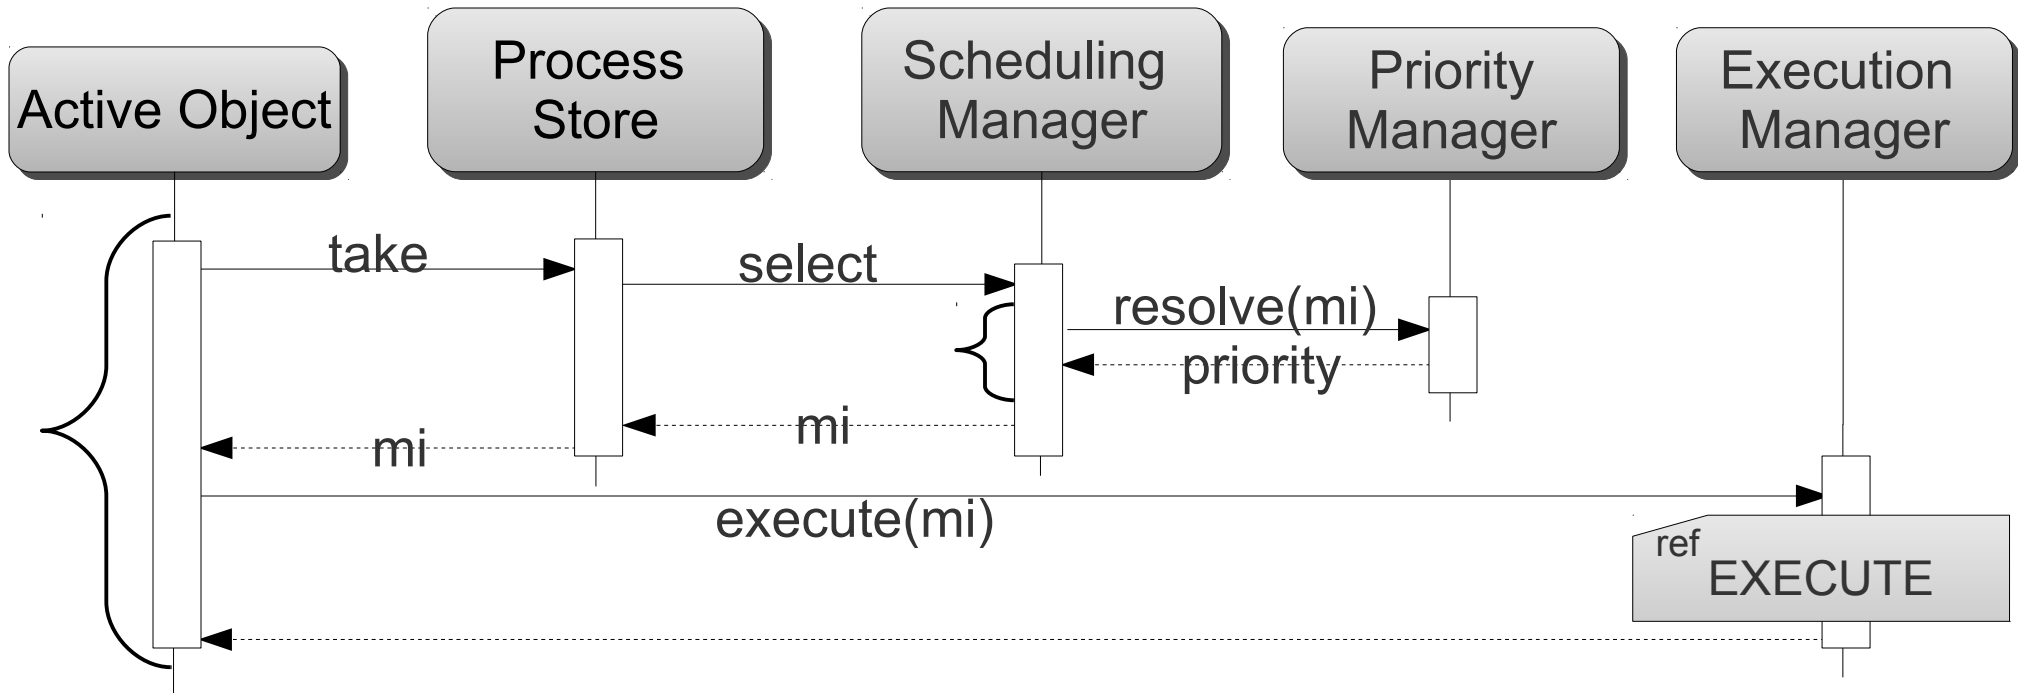 Active Object
Process
Store
Scheduling
Manager
Priority
Manager
Execution
Manager
take
select
resolve(mi)
priority
mi
mi
execute(mi)
ref
EXECUTE